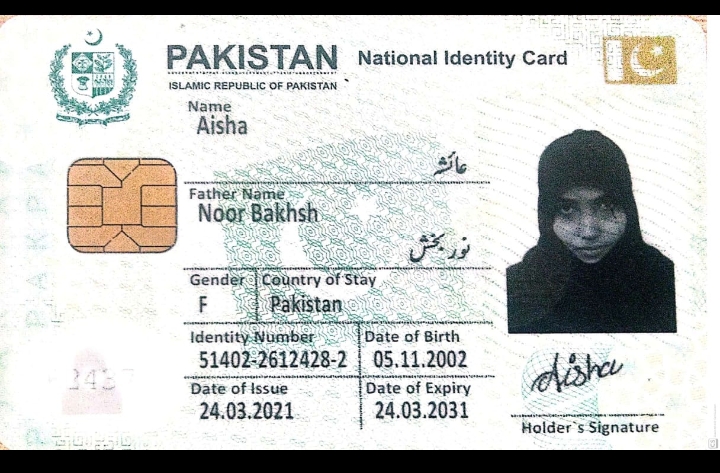 PAKISTAN National Identity Card
ISLAMIC REPUBLIC OF PAKISTAN
Name
Aisha
عائشہ
Father Name
Noor Bakhsh
نور بخش
Gender Country of Stay
F Pakistan
Identity Number Date of Birth
51402-2612428-2 05.11.2002
Date of Issue Date of Expiry
24.03.2021 24.03.2031
Aisha
Holder`s Signature